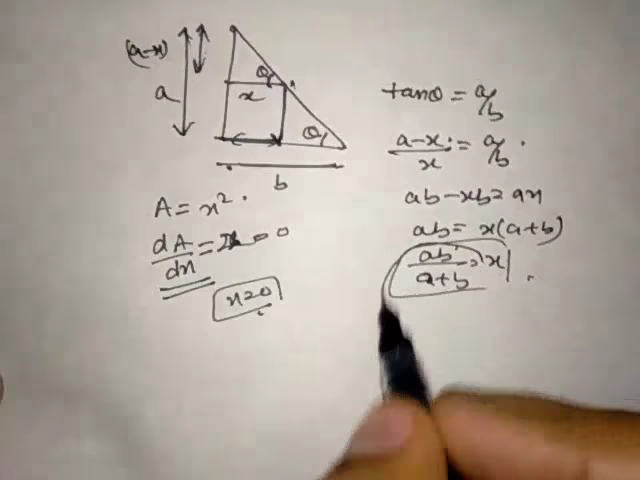 (a-x)
a
θ
x
θ
b
A = x².
dA/dx = 2x = 0
x=0
tanθ = a/b
a-x/x = a/b.
ab-xb = ax
ab = x(a+b)
ab/a+b = x